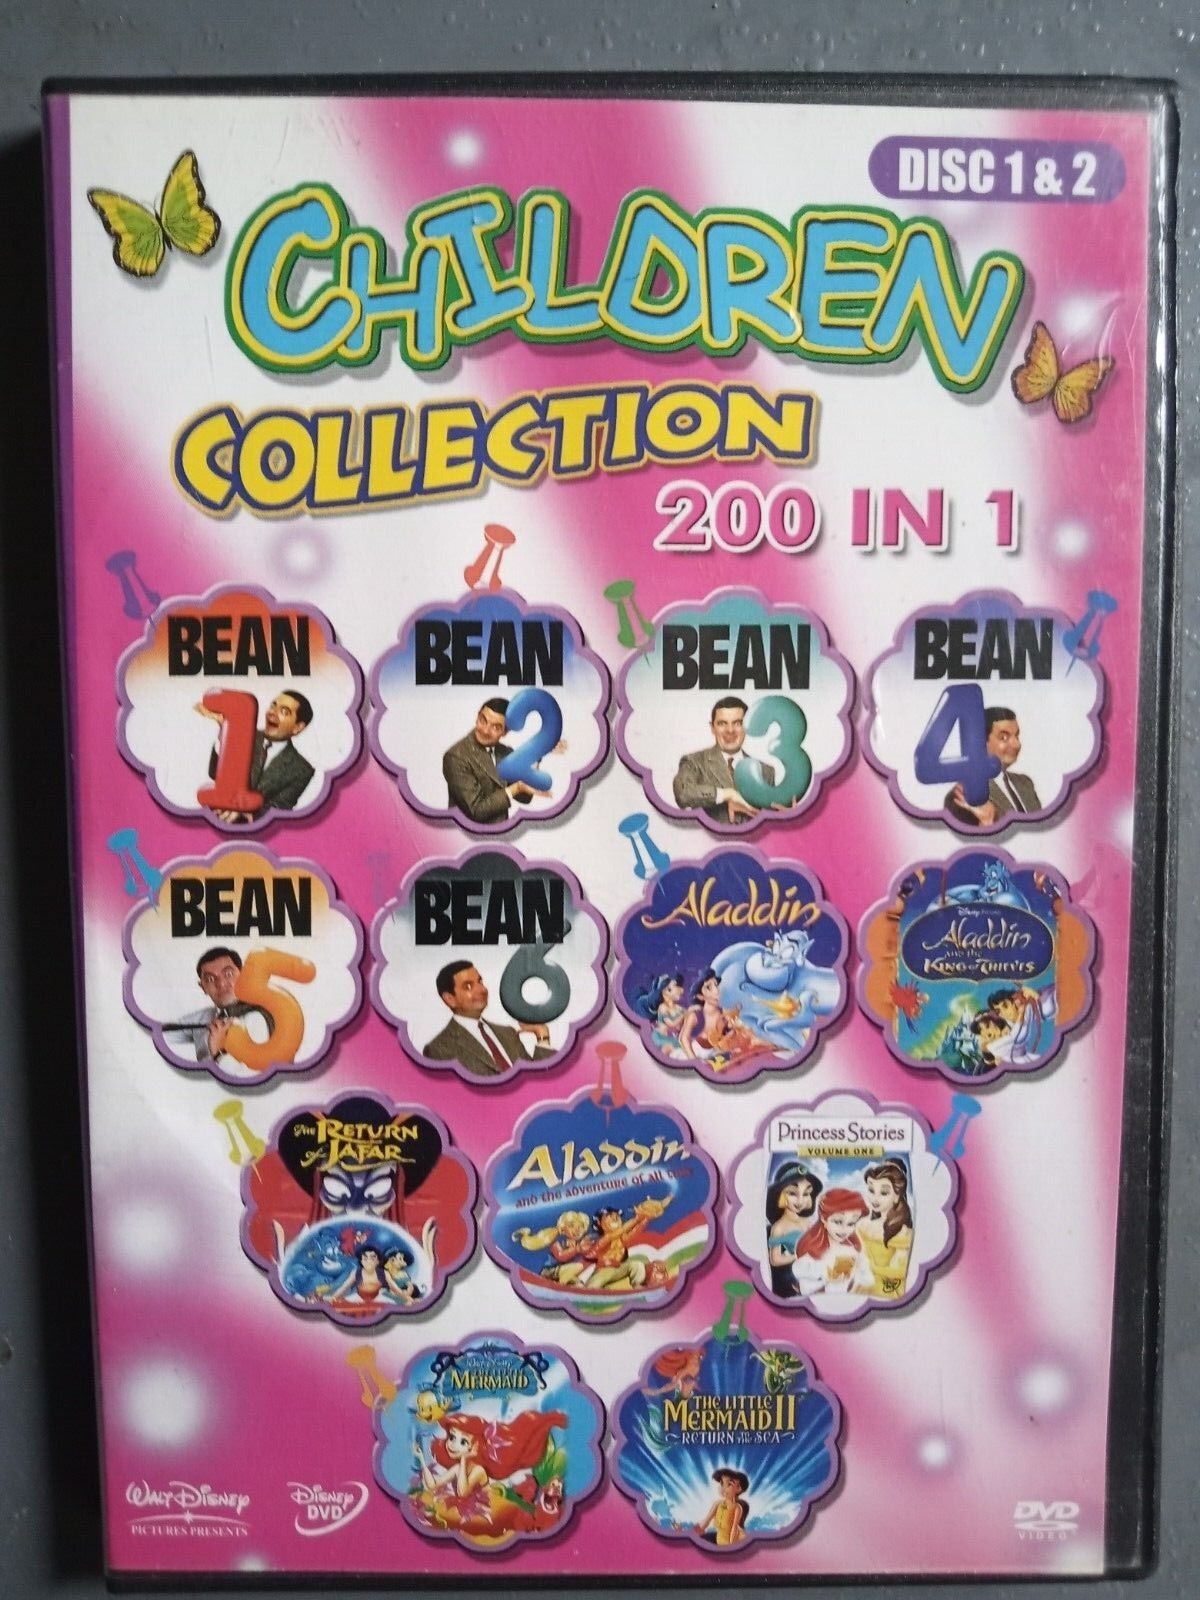 DISC 1 & 2
CHILDREN
COLLECTION
200 IN 1
BEAN
1
BEAN
2
BEAN
3
BEAN
4
BEAN
5
BEAN
6
Aladdin
Disney
Aladdin
AND THE
KING OF THIEVES
The RETURN
of JAFAR
Aladdin
and the adventure of all
Princess Stories
VOLUME ONE
WALT DISNEY
MERMAID
THE LITTLE
MERMAID II
RETURN TO THE SEA
WALT DISNEY
PICTURES PRESENTS
DISNEY
DVD
DVD
VIDEO